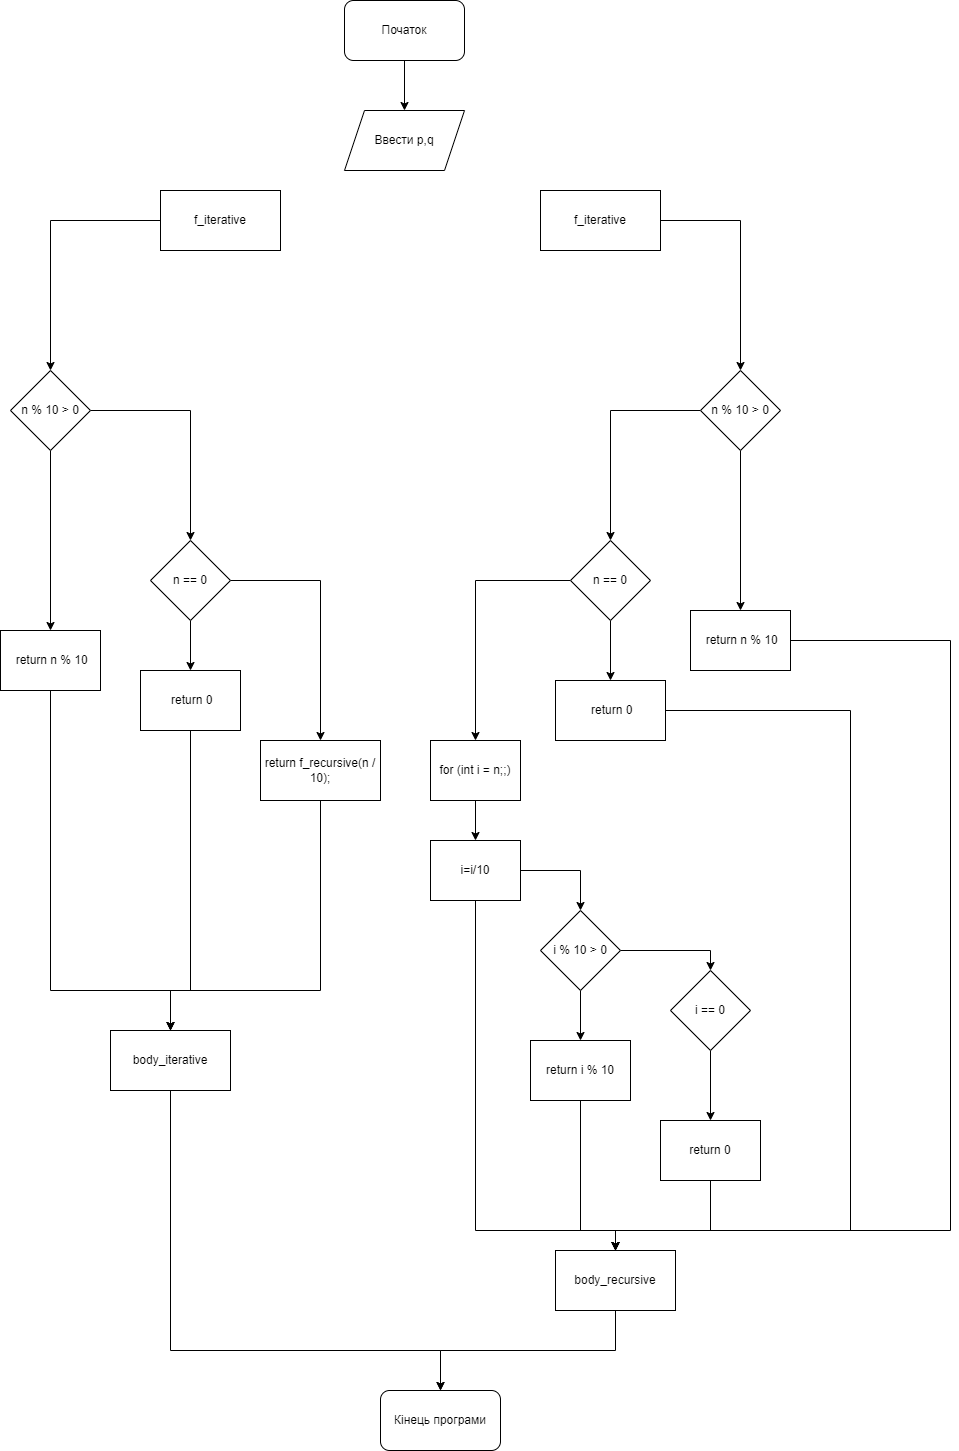 Початок
Ввести p,q
f_iterative
f_iterative
n % 10 > 0
n % 10 > 0
n == 0
n == 0
return n % 10
return n % 10
return 0
return 0
return f_recursive(n /
10);
for (int i = n;;)
i=i/10
i % 10 > 0
i == 0
body_iterative
return i % 10
return 0
body_recursive
Кінець програми